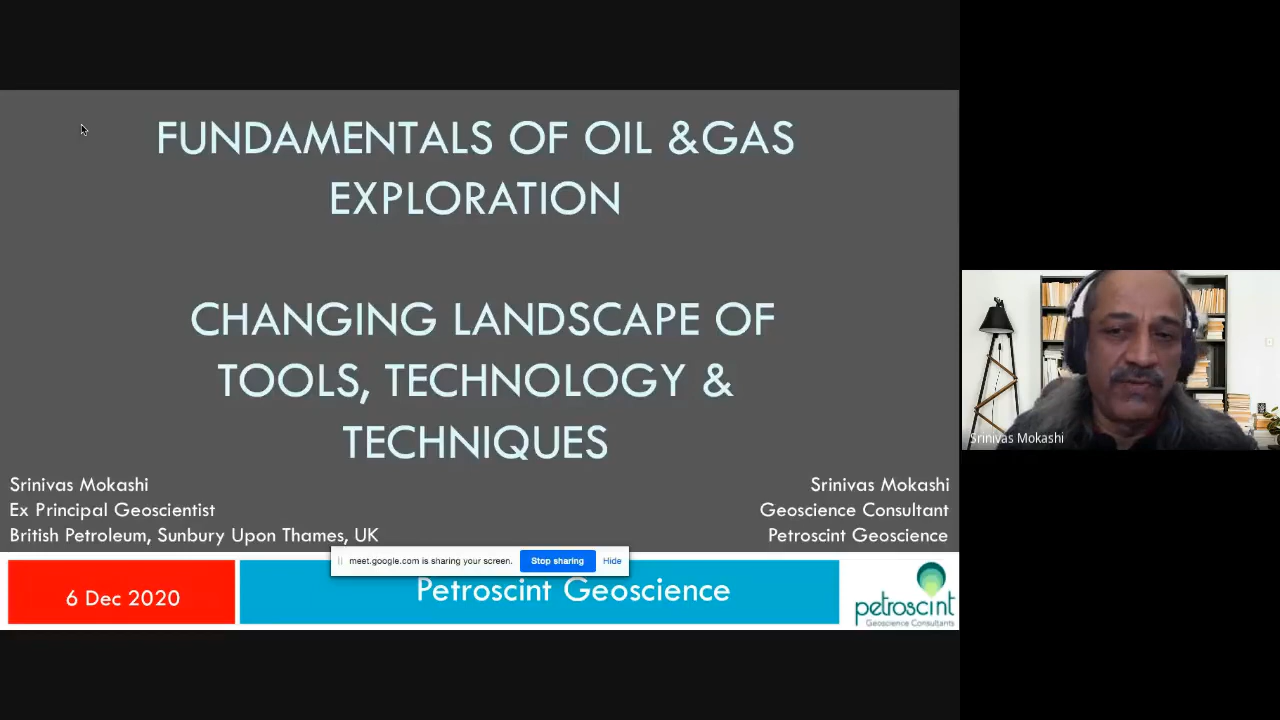 FUNDAMENTALS OF OIL &GAS
EXPLORATION
CHANGING LANDSCAPE OF
TOOLS, TECHNOLOGY &
TECHNIQUES
Srinivas Mokashi
Ex Principal Geoscientist
British Petroleum, Sunbury Upon Thames, UK
Srinivas Mokashi
Geoscience Consultant
Petroscint Geoscience
meet.google.com is sharing your screen.
Stop sharing
Hide
6 Dec 2020
Petroscint Geoscience
petroscint
Geoscience Consultants
Srinivas Mokashi